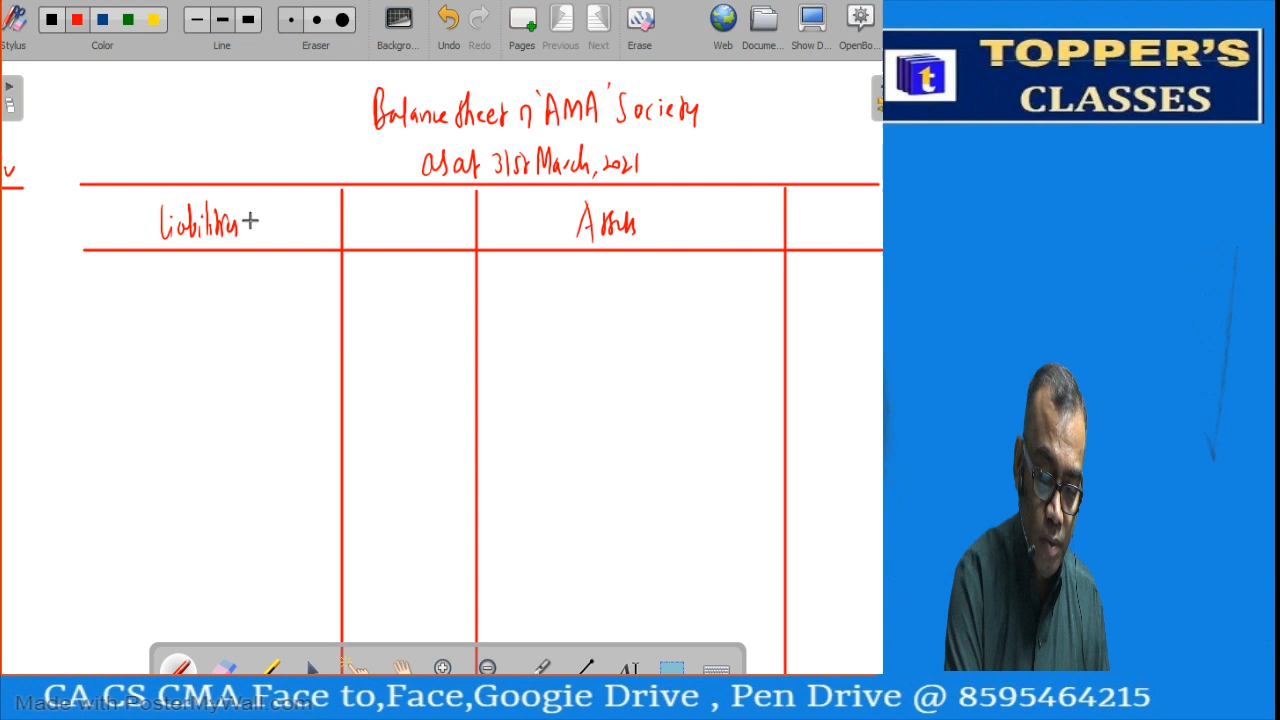 Stylus
Color
Line
Eraser
Backgro...
Undo
Redo
Pages
Previous
Next
Erase
Web
Docume...
Show D...
OpenBo...
TOPPER'S
CLASSES
t
Balance sheet of 'AMA' Society
as at 31st March, 2021
Liabilities
Assets
CA,CS,CMA Face to,Face,Googie Drive , Pen Drive @ 8595464215
Made with PosterMyWall.com